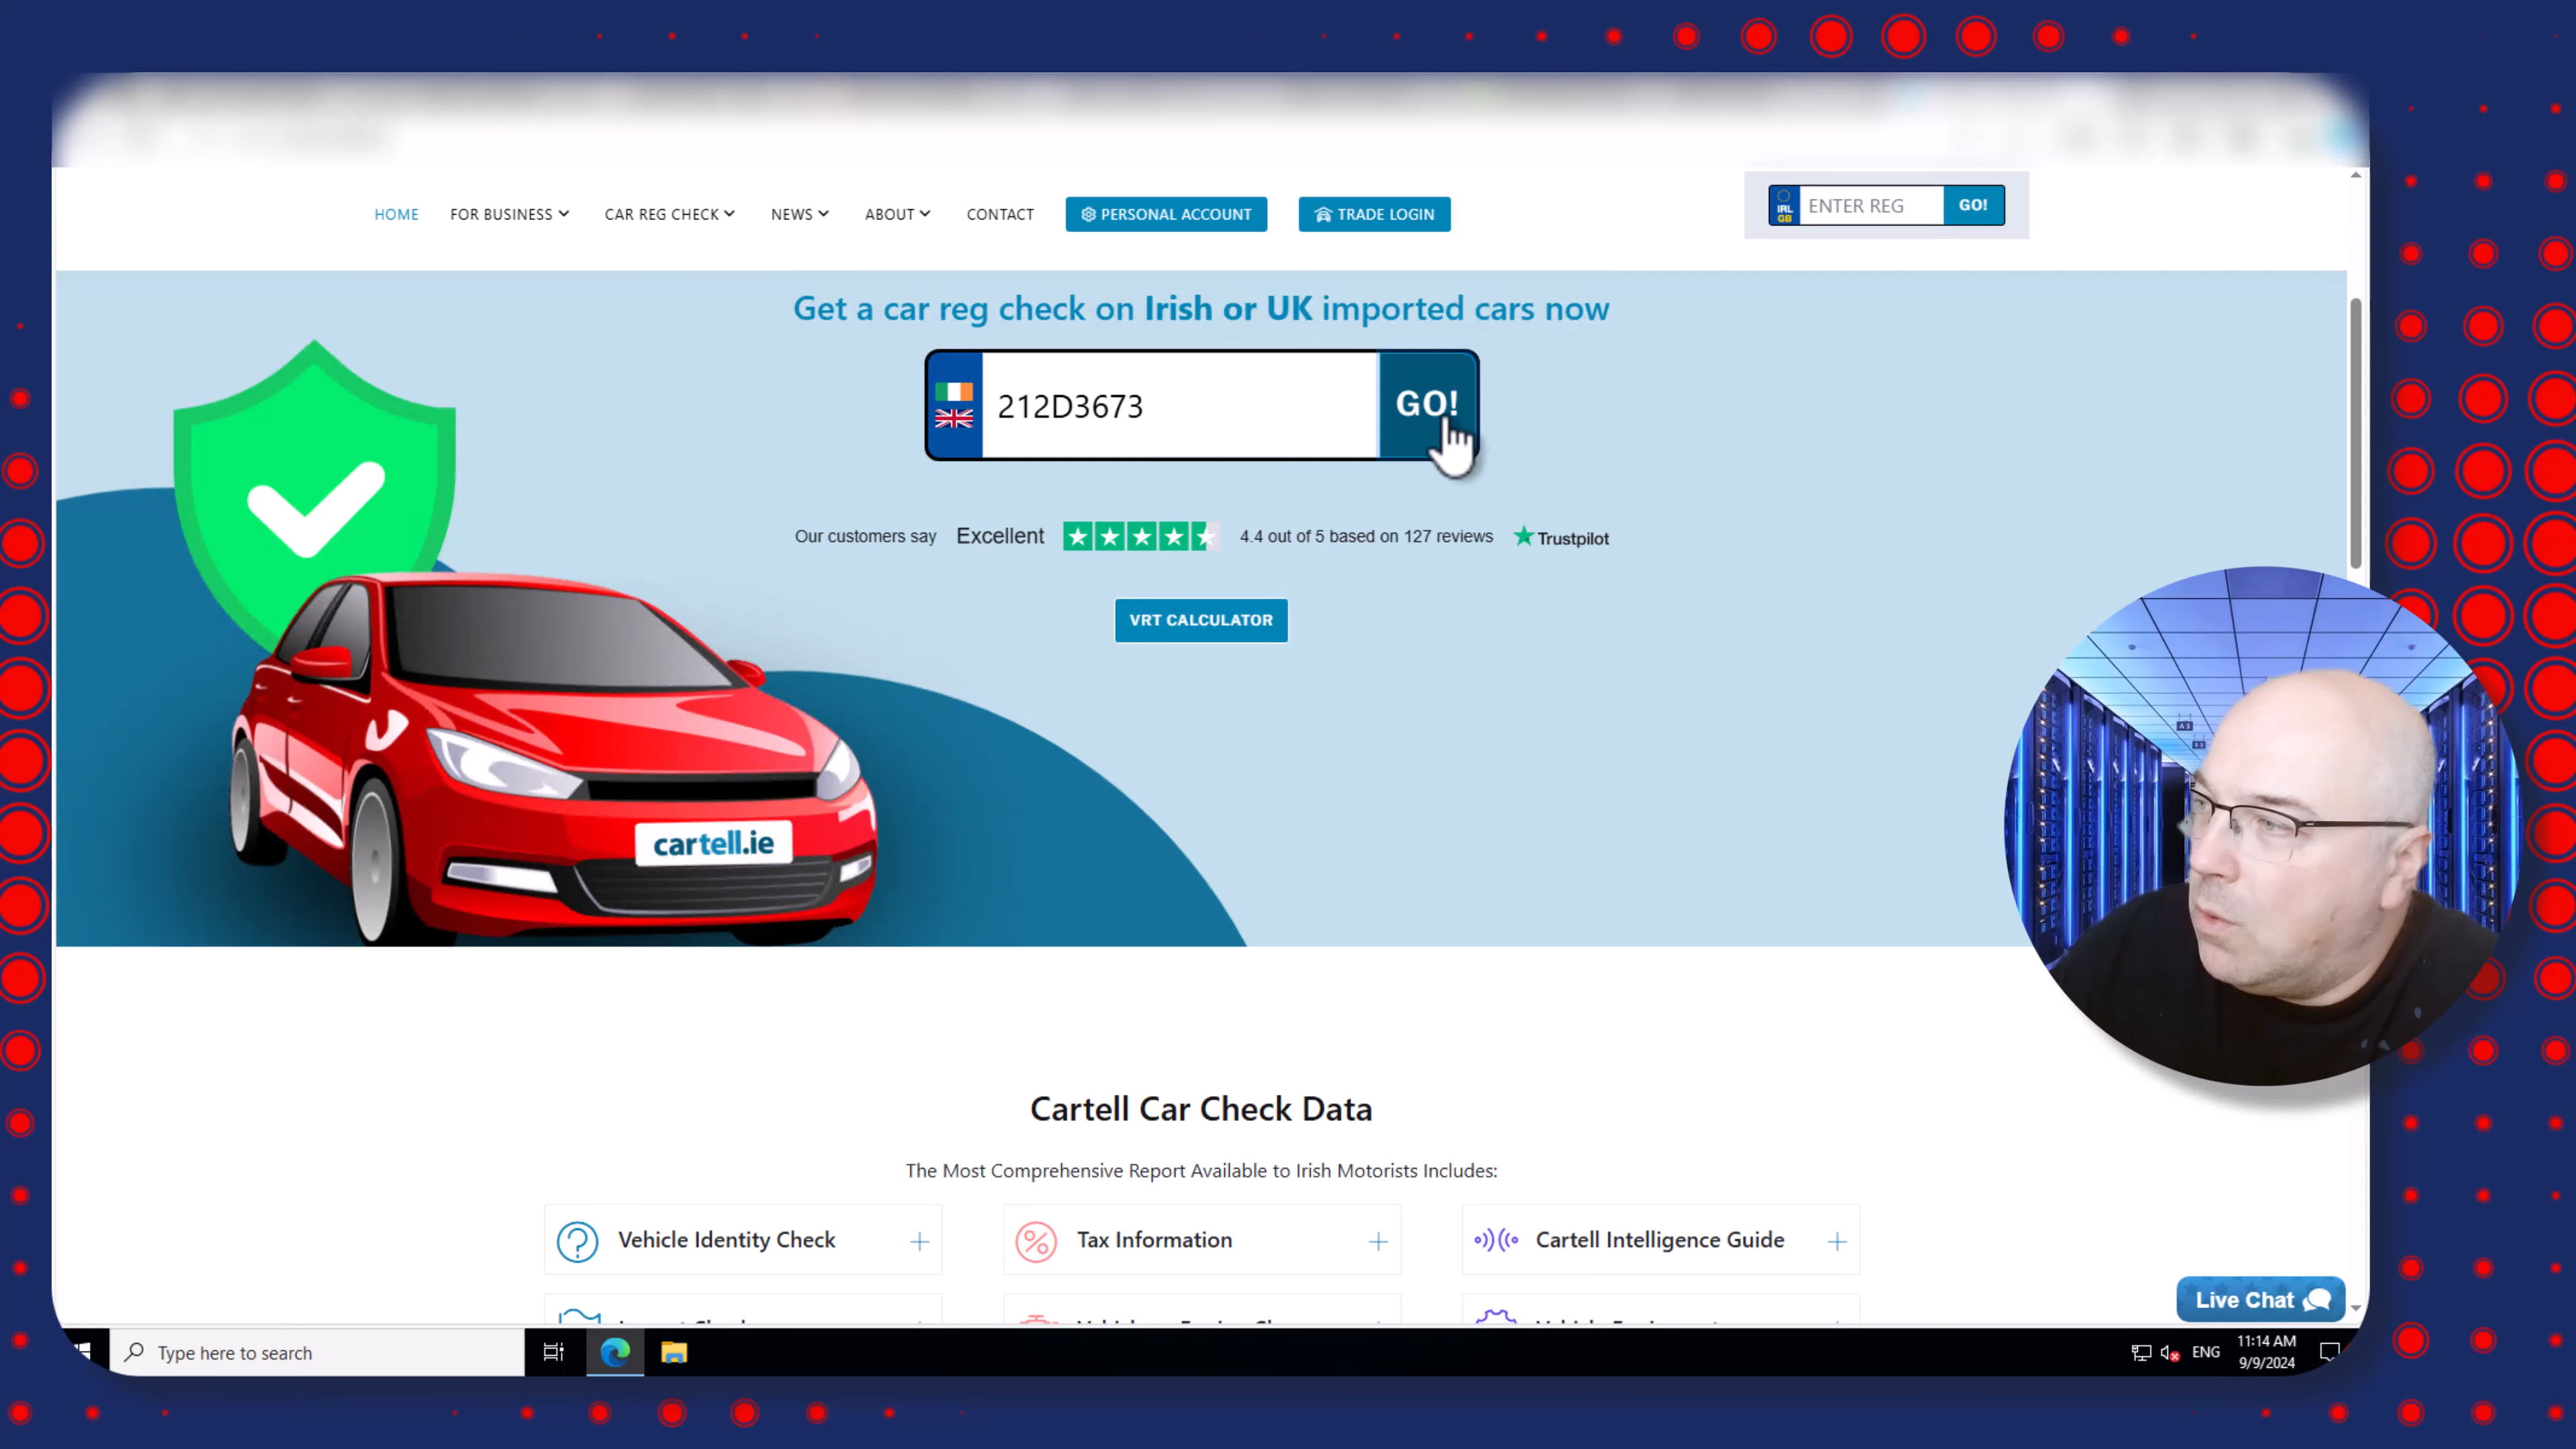 HOME FOR BUSINESS CAR REG CHECK NEWS ABOUT CONTACT PERSONAL ACCOUNT TRADE LOGIN
IRL
GB
ENTER REG GO!
Get a car reg check on Irish or UK imported cars now
212D3673 GO!
Our customers say Excellent 4.4 out of 5 based on 127 reviews Trustpilot
VRT CALCULATOR
cartell.ie
Cartell Car Check Data
The Most Comprehensive Report Available to Irish Motorists Includes:
Vehicle Identity Check Tax Information Cartell Intelligence Guide
Live Chat
Type here to search
ENG
11:14 AM
9/9/2024